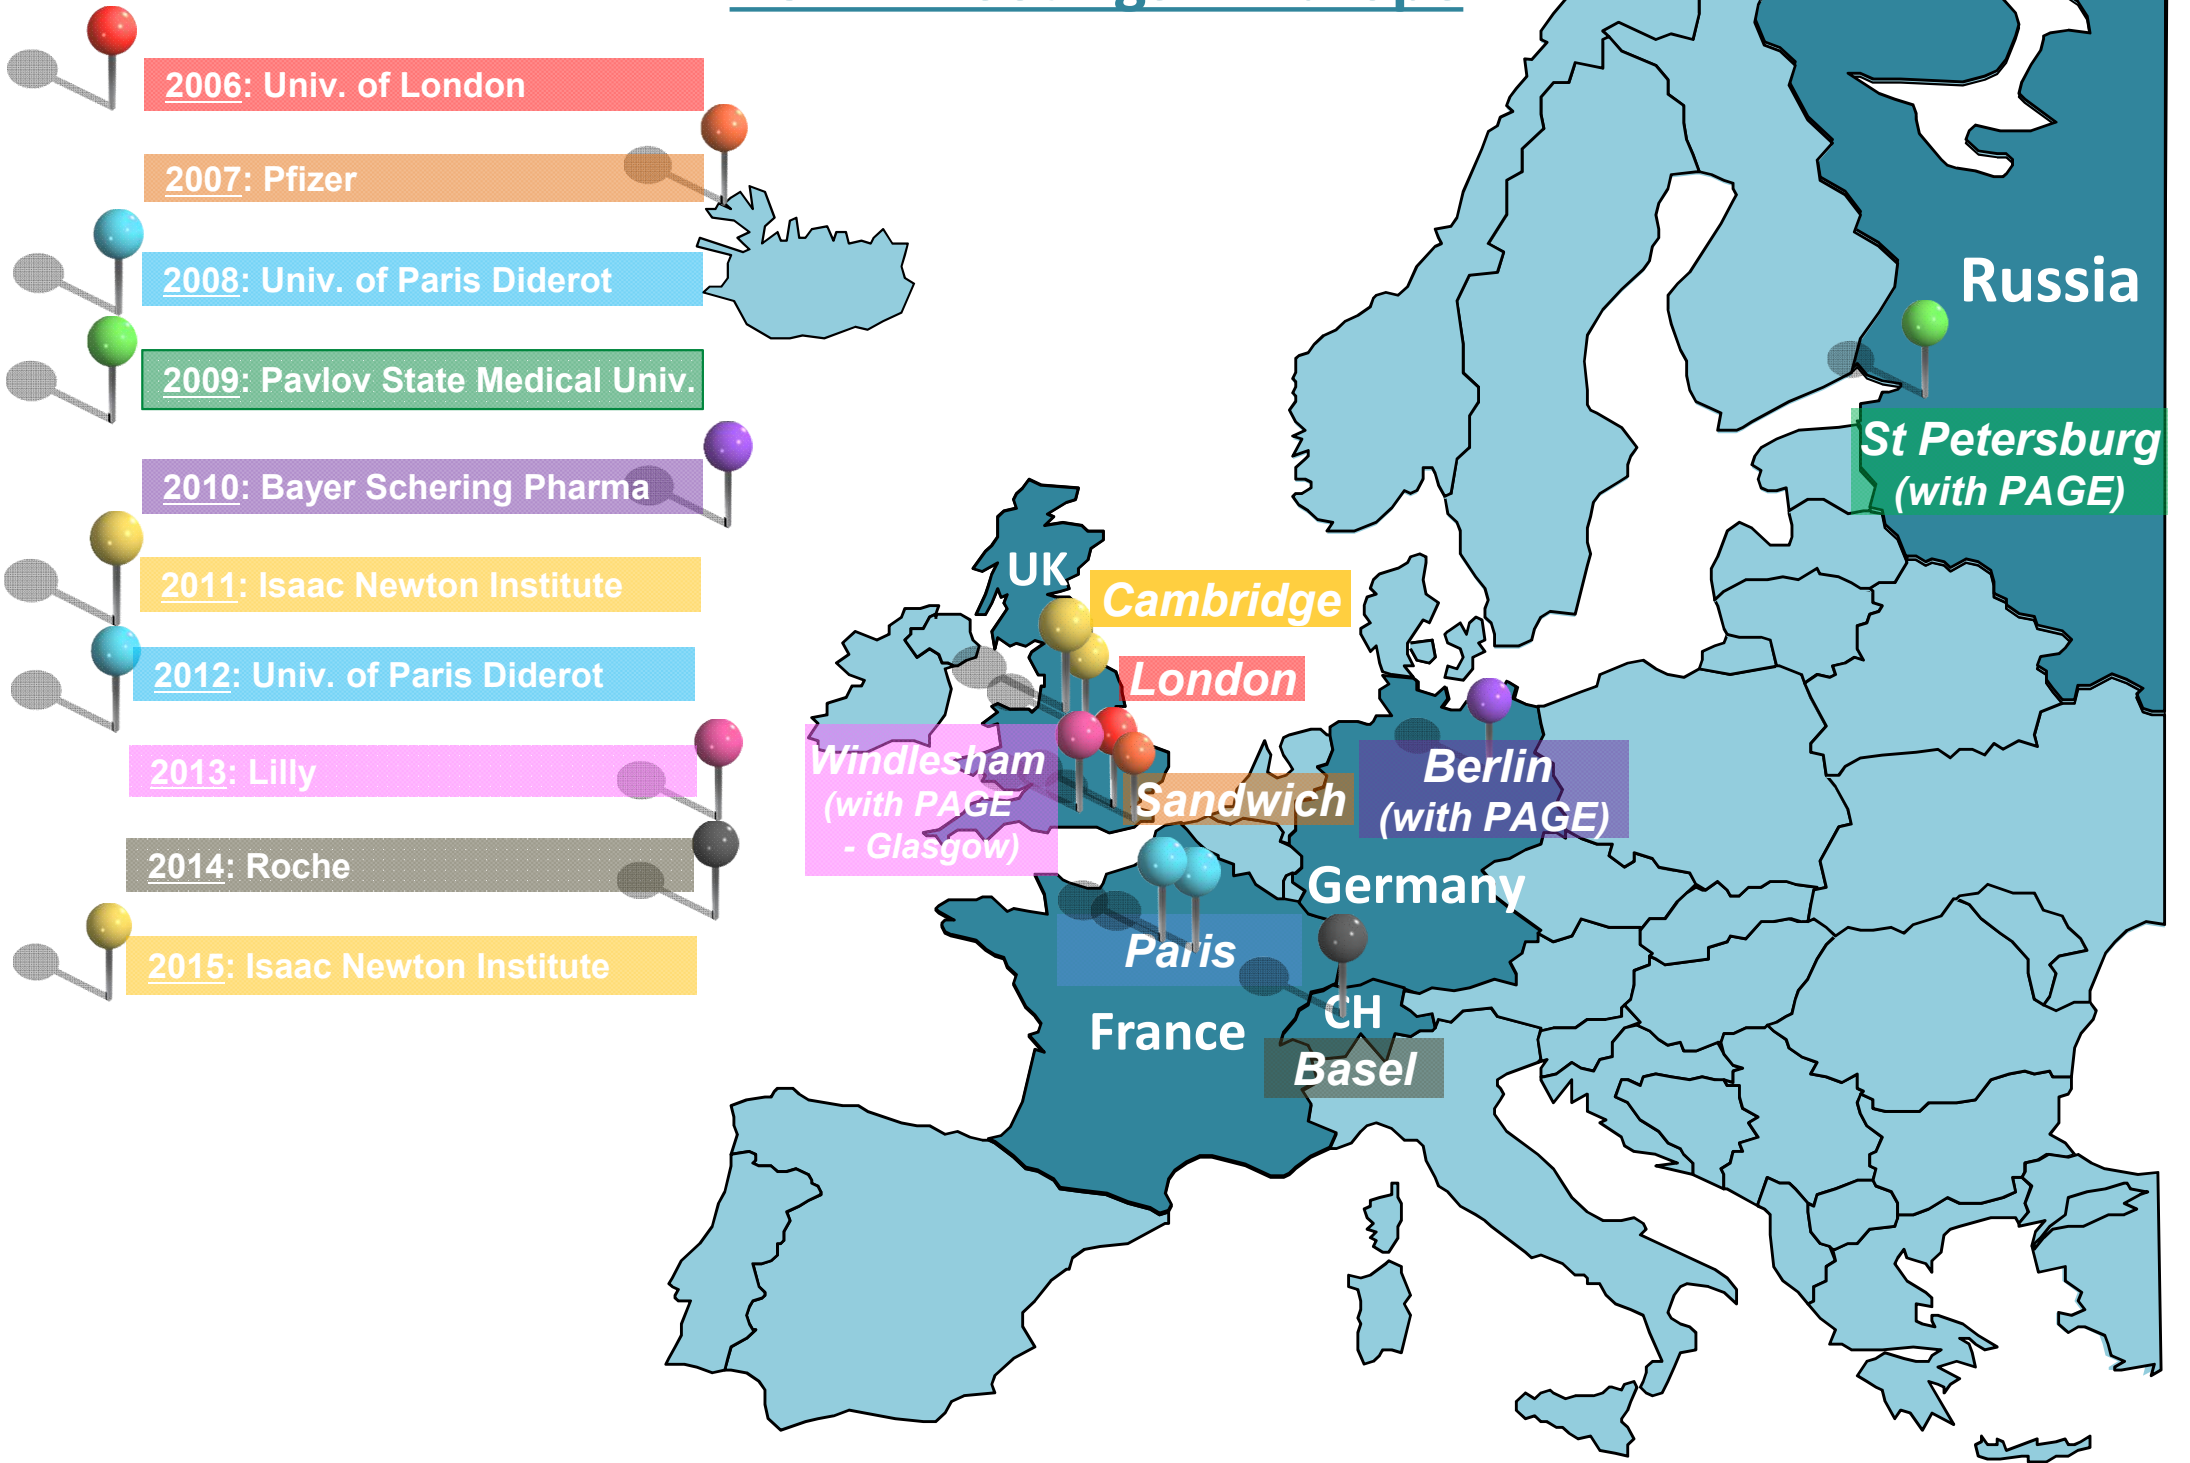 2006: Univ. of London
2007: Pfizer
2008: Univ. of Paris Diderot
2009: Pavlov State Medical Univ.
2010: Bayer Schering Pharma
2011: Isaac Newton Institute
2012: Univ. of Paris Diderot
2013: Lilly
2014: Roche
2015: Isaac Newton Institute
Russia
St Petersburg
(with PAGE)
UK
Cambridge
London
Windlesham
(with PAGE
- Glasgow)
Sandwich
Berlin
(with PAGE)
Germany
Paris
France
CH
Basel